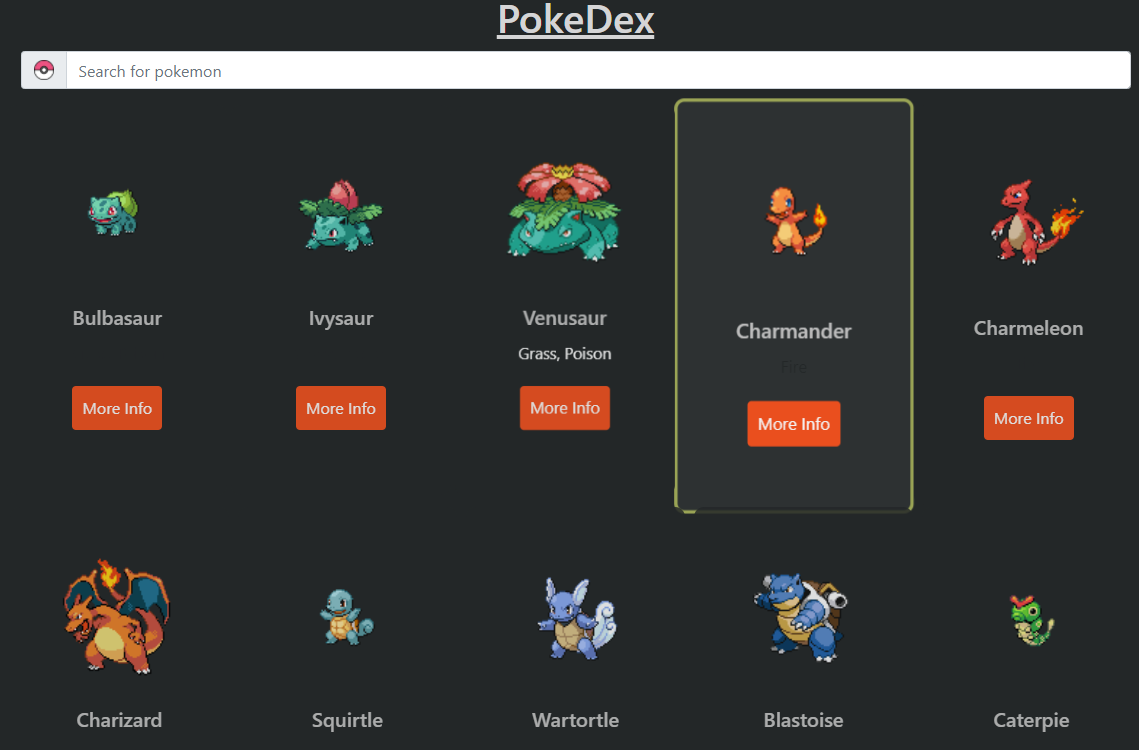 PokeDex
Search for pokemon
Bulbasaur
Ivysaur
Venusaur
Charmander
Charmeleon
Grass, Poison
Fire
More Info
More Info
More Info
More Info
More Info
Charizard
Squirtle
Wartortle
Blastoise
Caterpie